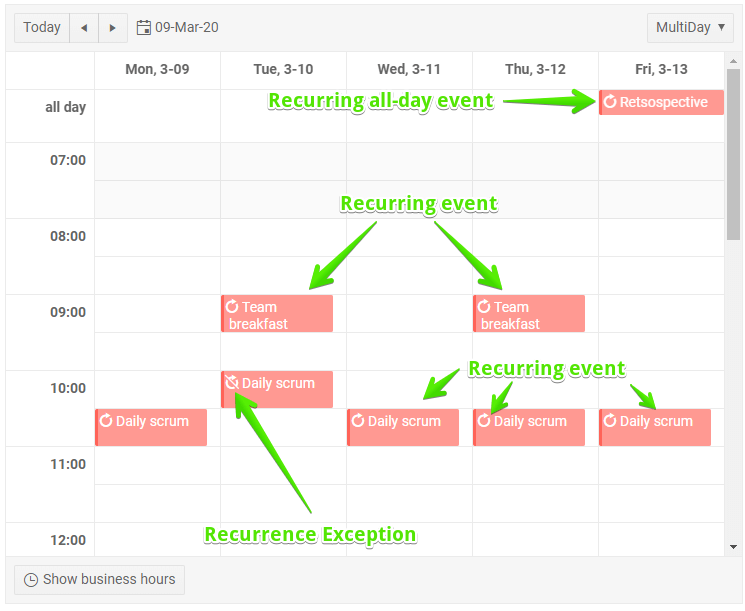 Today ◄ ► 09-Mar-20 MultiDay ▼
Mon, 3-09 Tue, 3-10 Wed, 3-11 Thu, 3-12 Fri, 3-13
all day Recurring all-day event Retsospective
07:00
Recurring event
08:00
09:00 Team breakfast Team breakfast
Recurring event
10:00 Daily scrum
Daily scrum Daily scrum Daily scrum Daily scrum
11:00
Recurrence Exception
12:00
Show business hours